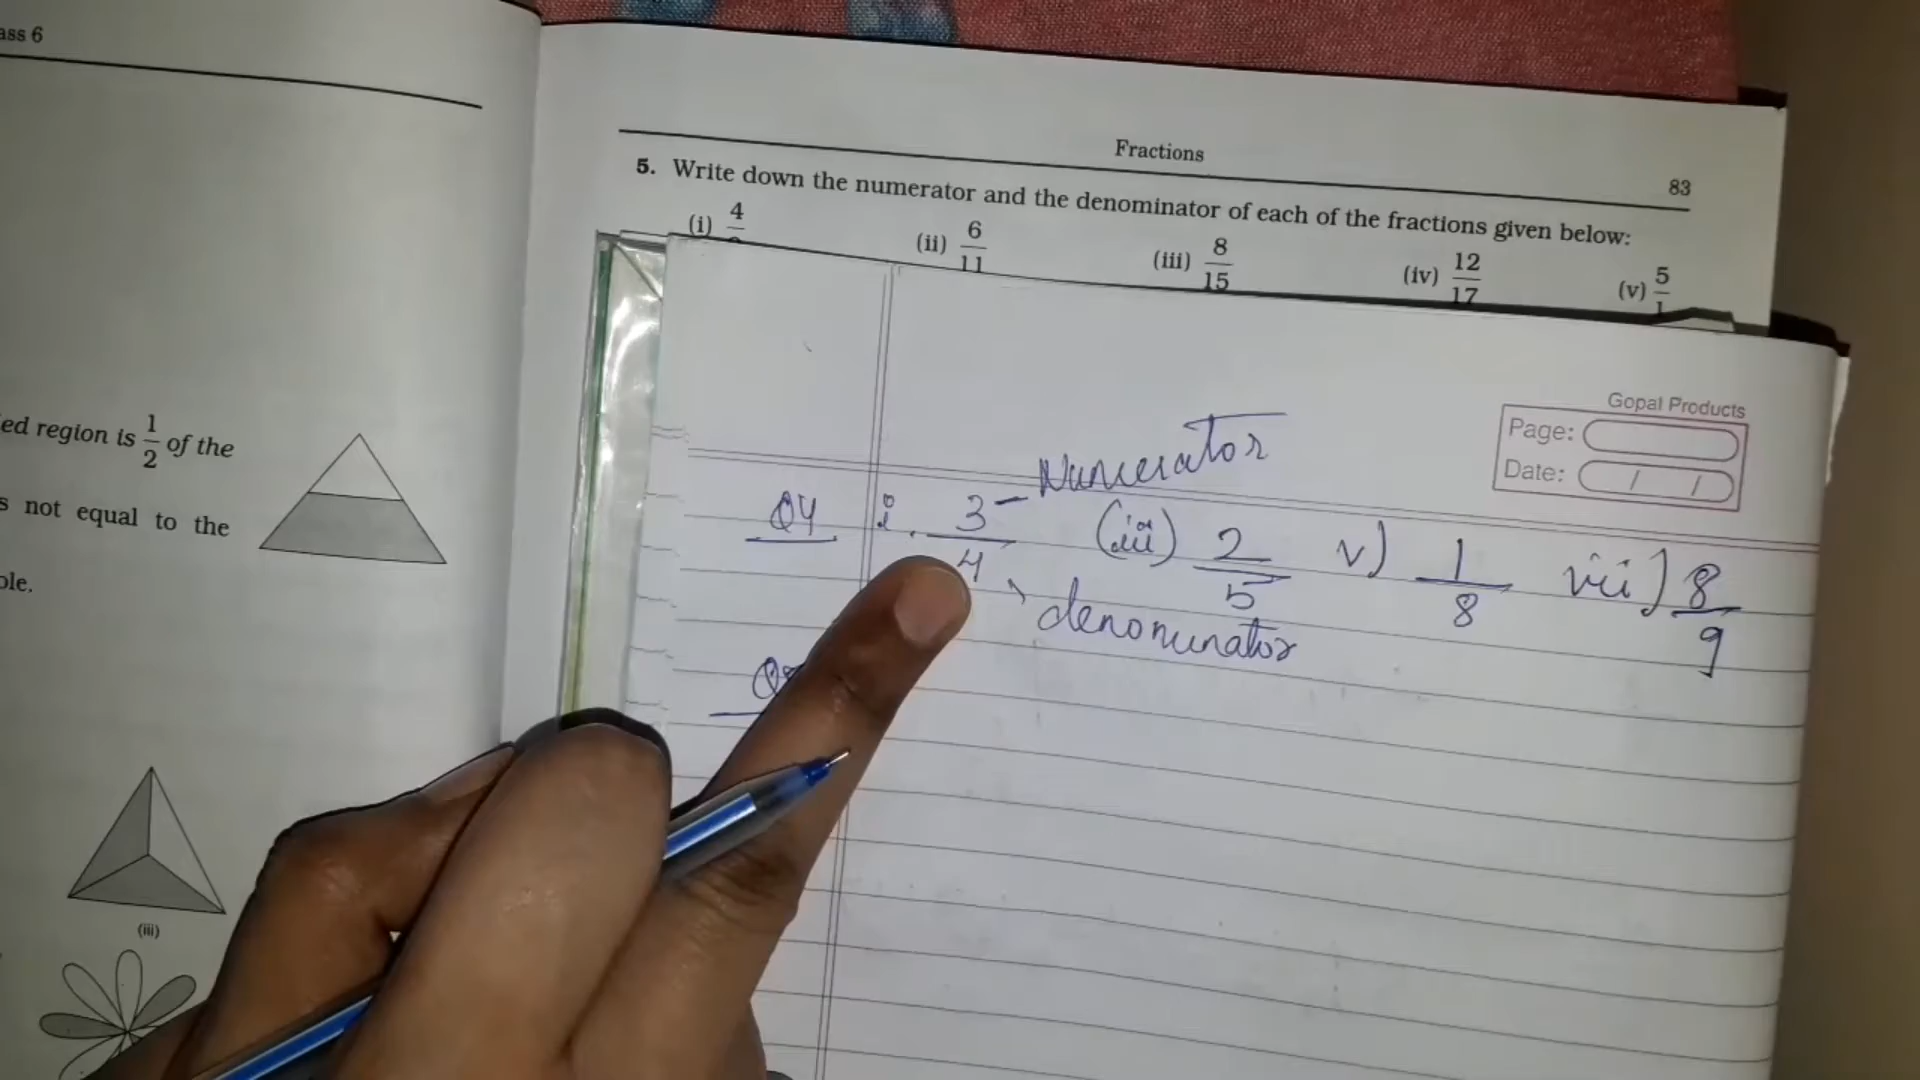 ass 6
Fractions
83
5. Write down the numerator and the denominator of each of the fractions given below:
(i) 4
(ii) 6/11
(iii) 8/15
(iv) 12/17
(v) 5/1
ed region is 1/2 of the
s not equal to the
ole.
(iii)
Gopal Products
Page:
Date: / /
Numerator
Q4 i. 3/4 (iii) 2/5 v) 1/8 vii) 8/9
denonunator